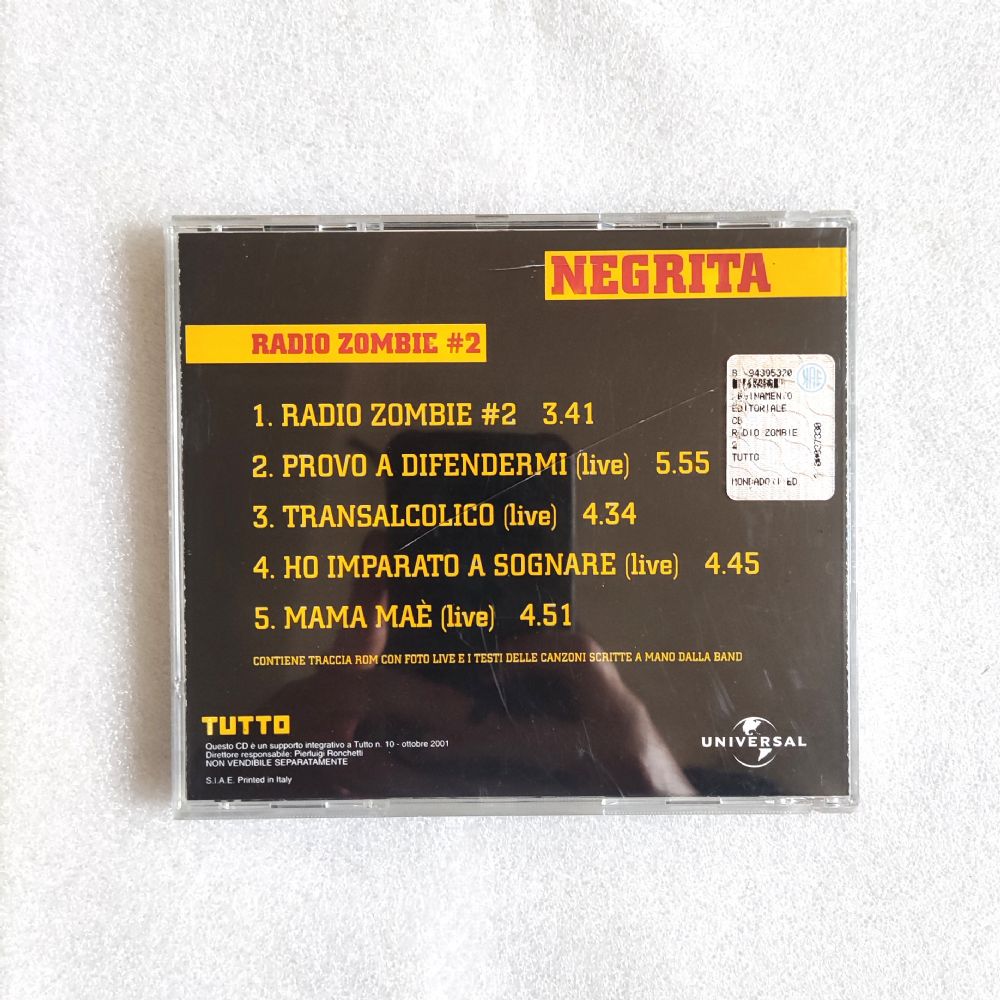 NEGRITA
RADIO ZOMBIE #2
1. RADIO ZOMBIE #2 3.41
2. PROVO A DIFENDERMI (live) 5.55
3. TRANSALCOLICO (live) 4.34
4. HO IMPARATO A SOGNARE (live) 4.45
5. MAMA MAÈ (live) 4.51
CONTIENE TRACCIA ROM CON FOTO LIVE E I TESTI DELLE CANZONI SCRITTE A MANO DALLA BAND
94395320
EDITORIALE
RADIO ZOMBIE
2
TUTTO
TUTTO
Questo CD è un supporto integrativo a Tutto n. 10 - ottobre 2001
Direttore responsabile: Pierluigi Ronchetti
NON VENDIBILE SEPARATAMENTE
S.I.A.E. Printed in Italy
UNIVERSAL